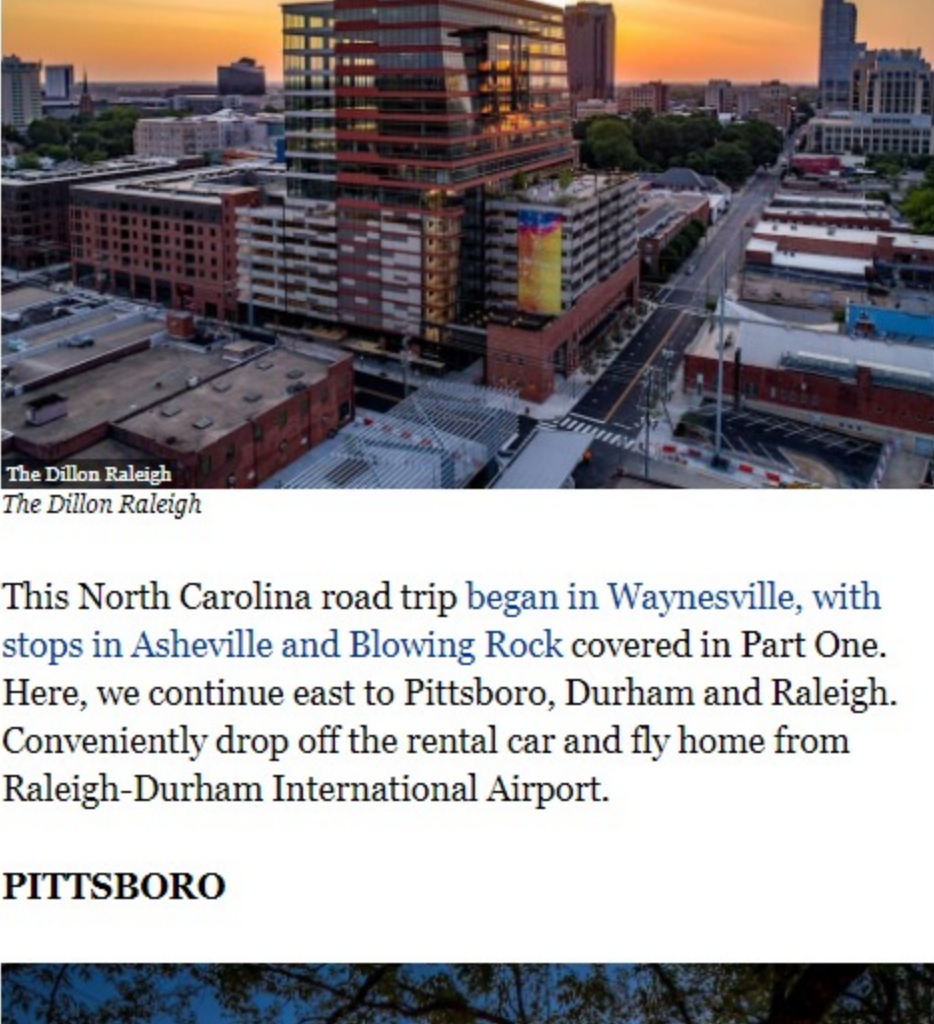 The Dillon Raleigh
The Dillon Raleigh
This North Carolina road trip began in Waynesville, with
stops in Asheville and Blowing Rock covered in Part One.
Here, we continue east to Pittsboro, Durham and Raleigh.
Conveniently drop off the rental car and fly home from
Raleigh-Durham International Airport.
PITTSBORO